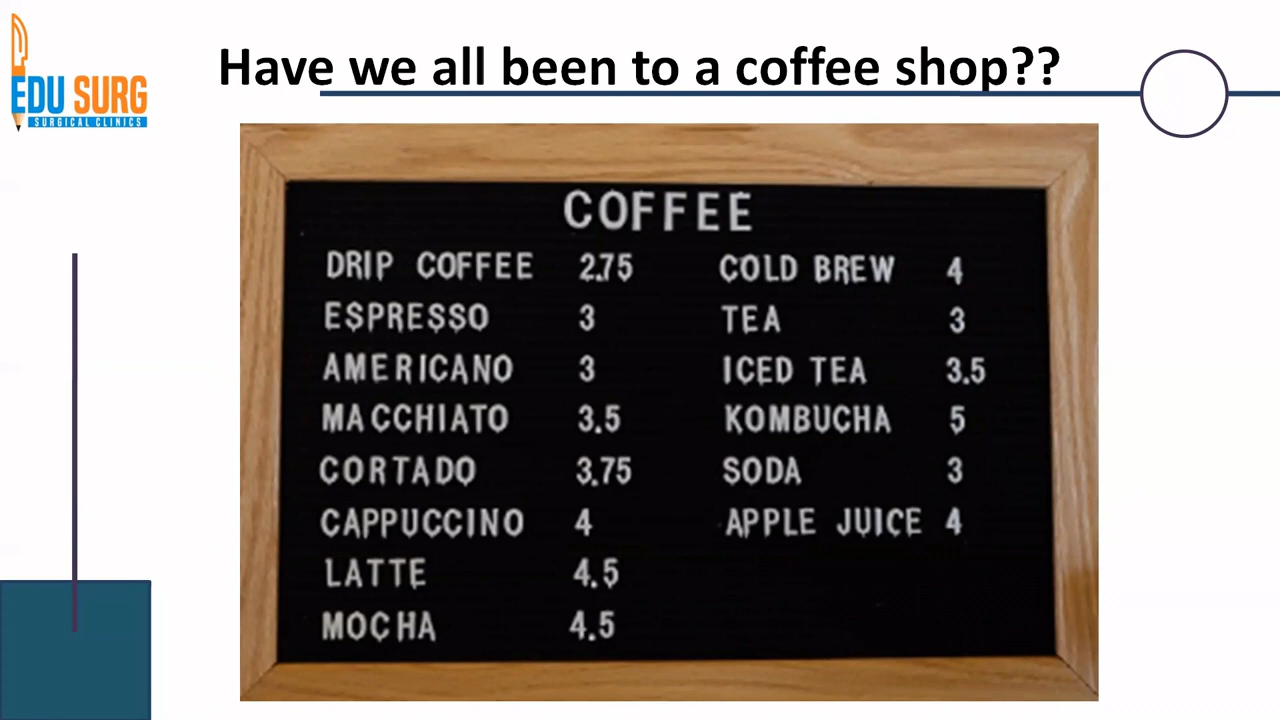 EDU SURG
SURGICAL CLINICS
Have we all been to a coffee shop??
COFFEE
DRIP COFFEE 2.75
ESPRESSO 3
AMERICANO 3
MACCHIATO 3.5
CORTADO 3.75
CAPPUCCINO 4
LATTE 4.5
MOCHA 4.5
COLD BREW 4
TEA 3
ICED TEA 3.5
KOMBUCHA 5
SODA 3
APPLE JUICE 4